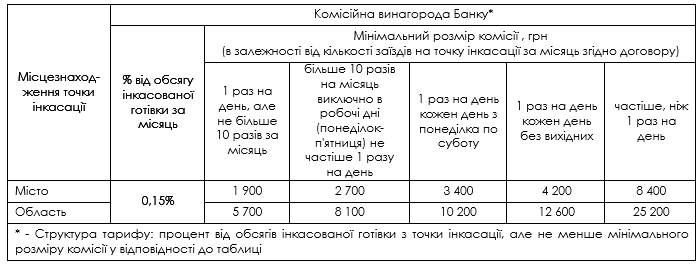 Комісійна винагорода Банку*
Місцезнаход-
ження точки
інкасації
% від обсягу
інкасованої
готівки за
місяць
Мінімальний розмір комісії , грн
(в залежності від кількості заїздів на точку інкасації за місяць згідно договору)
1 раз на
день, але
не більше
10 разів за
місяць
більше 10 разів
на місяць
виключно в
робочі дні
(понеділок-
п'ятниця) не
частіше 1 разу
на день
1 раз на день
кожен день з
понеділка по
суботу
1 раз на день
кожен день
без вихідних
частіше, ніж
1 раз на
день
Місто 0,15% 1 900 2 700 3 400 4 200 8 400
Область 5 700 8 100 10 200 12 600 25 200
* - Структура тарифу: процент від обсягів інкасованої готівки з точки інкасації, але не менше мінімального
розміру комісії у відповідності до таблиці